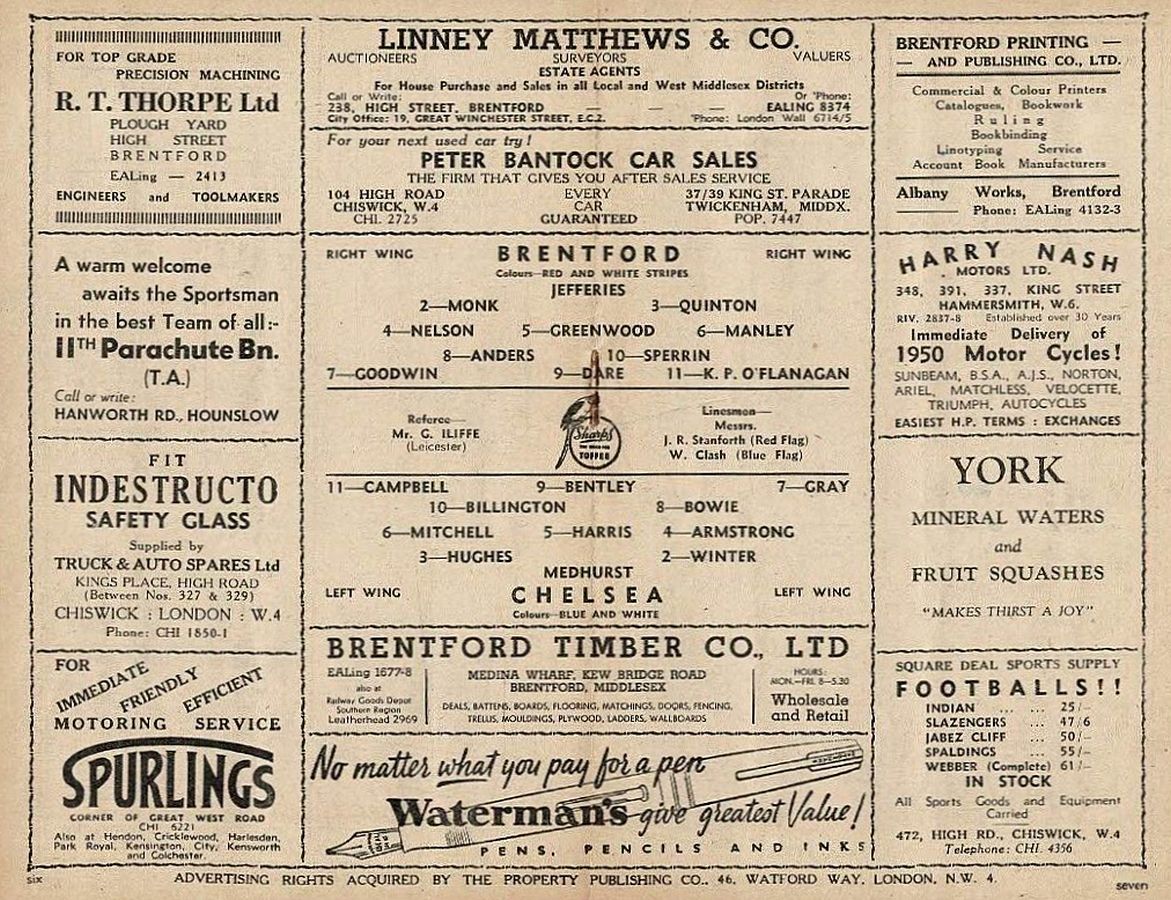 FOR TOP GRADE
PRECISION MACHINING
R. T. THORPE Ltd
PLOUGH YARD
HIGH STREET
BRENTFORD
EALing — 2413
ENGINEERS and TOOLMAKERS
A warm welcome
awaits the Sportsman
in the best Team of all:-
11TH Parachute Bn.
(T.A.)
Call or write:
HANWORTH RD., HOUNSLOW
FIT
INDESTRUCTO
SAFETY GLASS
Supplied by
TRUCK & AUTO SPARES Ltd
KINGS PLACE, HIGH ROAD
(Between Nos. 327 & 329)
CHISWICK : LONDON : W.4
Phone: CHI 1850-1
FOR
IMMEDIATE
FRIENDLY
EFFICIENT
MOTORING SERVICE
SPURLINGS
CORNER OF GREAT WEST ROAD
CHI 6221
Also at Hendon, Cricklewood, Harlesden,
Park Royal, Kensington, City, Kensworth
and Colchester.
LINNEY MATTHEWS & CO.
AUCTIONEERS SURVEYORS VALUERS
ESTATE AGENTS
For House Purchase and Sales in all Local and West Middlesex Districts
Call or Write: Or 'Phone:
238, HIGH STREET, BRENTFORD — — — EALING 8374
City Office: 19, GREAT WINCHESTER STREET, E.C.2. 'Phone: London Wall 6714/5
For your next used car try!
PETER BANTOCK CAR SALES
THE FIRM THAT GIVES YOU AFTER SALES SERVICE
104 HIGH ROAD EVERY 37/39 KING ST. PARADE
CHISWICK, W.4 CAR TWICKENHAM, MIDDX.
CHI. 2725 GUARANTEED POP. 7447
RIGHT WING BRENTFORD RIGHT WING
Colours—RED AND WHITE STRIPES
JEFFERIES
2—MONK 3—QUINTON
4—NELSON 5—GREENWOOD 6—MANLEY
8—ANDERS 10—SPERRIN
7—GOODWIN 9—DARE 11—K. P. O'FLANAGAN
Referee—
Mr. G. ILIFFE
(Leicester)
Sharps
TOFFEE
Linesmen—
Messrs.
J. R. Stanforth (Red Flag)
W. Clash (Blue Flag)
11—CAMPBELL 9—BENTLEY 7—GRAY
10—BILLINGTON 8—BOWIE
6—MITCHELL 5—HARRIS 4—ARMSTRONG
3—HUGHES 2—WINTER
MEDHURST
LEFT WING CHELSEA LEFT WING
Colours—BLUE AND WHITE
BRENTFORD TIMBER CO., LTD
EALing 1677-8
also at
Railway Goods Depot
Southern Region
Leatherhead 2969
MEDINA WHARF, KEW BRIDGE ROAD
BRENTFORD, MIDDLESEX
DEALS, BATTENS, BOARDS, FLOORING, MATCHINGS, DOORS, FENCING,
TRELLIS, MOULDINGS, PLYWOOD, LADDERS, WALLBOARDS
HOURS:
MON.—FRI. 8—5.30
Wholesale
and Retail
No matter what you pay for a pen
Waterman's give greatest Value!
PENS, PENCILS AND INKS
BRENTFORD PRINTING —
— AND PUBLISHING CO., LTD.
Commercial & Colour Printers
Catalogues, Bookwork
Ruling
Bookbinding
Linotyping Service
Account Book Manufacturers
Albany Works, Brentford
Phone: EALing 4132-3
HARRY NASH
MOTORS LTD.
348, 391, 337, KING STREET
HAMMERSMITH, W.6.
RIV. 2837-8 Established over 30 Years
Immediate Delivery of
1950 Motor Cycles!
SUNBEAM, B.S.A., A.J.S., NORTON,
ARIEL, MATCHLESS, VELOCETTE,
TRIUMPH, AUTOCYCLES
EASIEST H.P. TERMS : EXCHANGES
YORK
MINERAL WATERS
and
FRUIT SQUASHES
"MAKES THIRST A JOY"
SQUARE DEAL SPORTS SUPPLY
FOOTBALLS!!
INDIAN ... ... 25/-
SLAZENGERS ... 47/6
JABEZ CLIFF ... 50/-
SPALDINGS ... 55/-
WEBBER (Complete) 61/-
IN STOCK
All Sports Goods and Equipment
Carried
472, HIGH RD., CHISWICK, W.4
Telephone: CHI. 4356
six ADVERTISING RIGHTS ACQUIRED BY THE PROPERTY PUBLISHING CO., 46, WATFORD WAY, LONDON, N.W. 4. seven